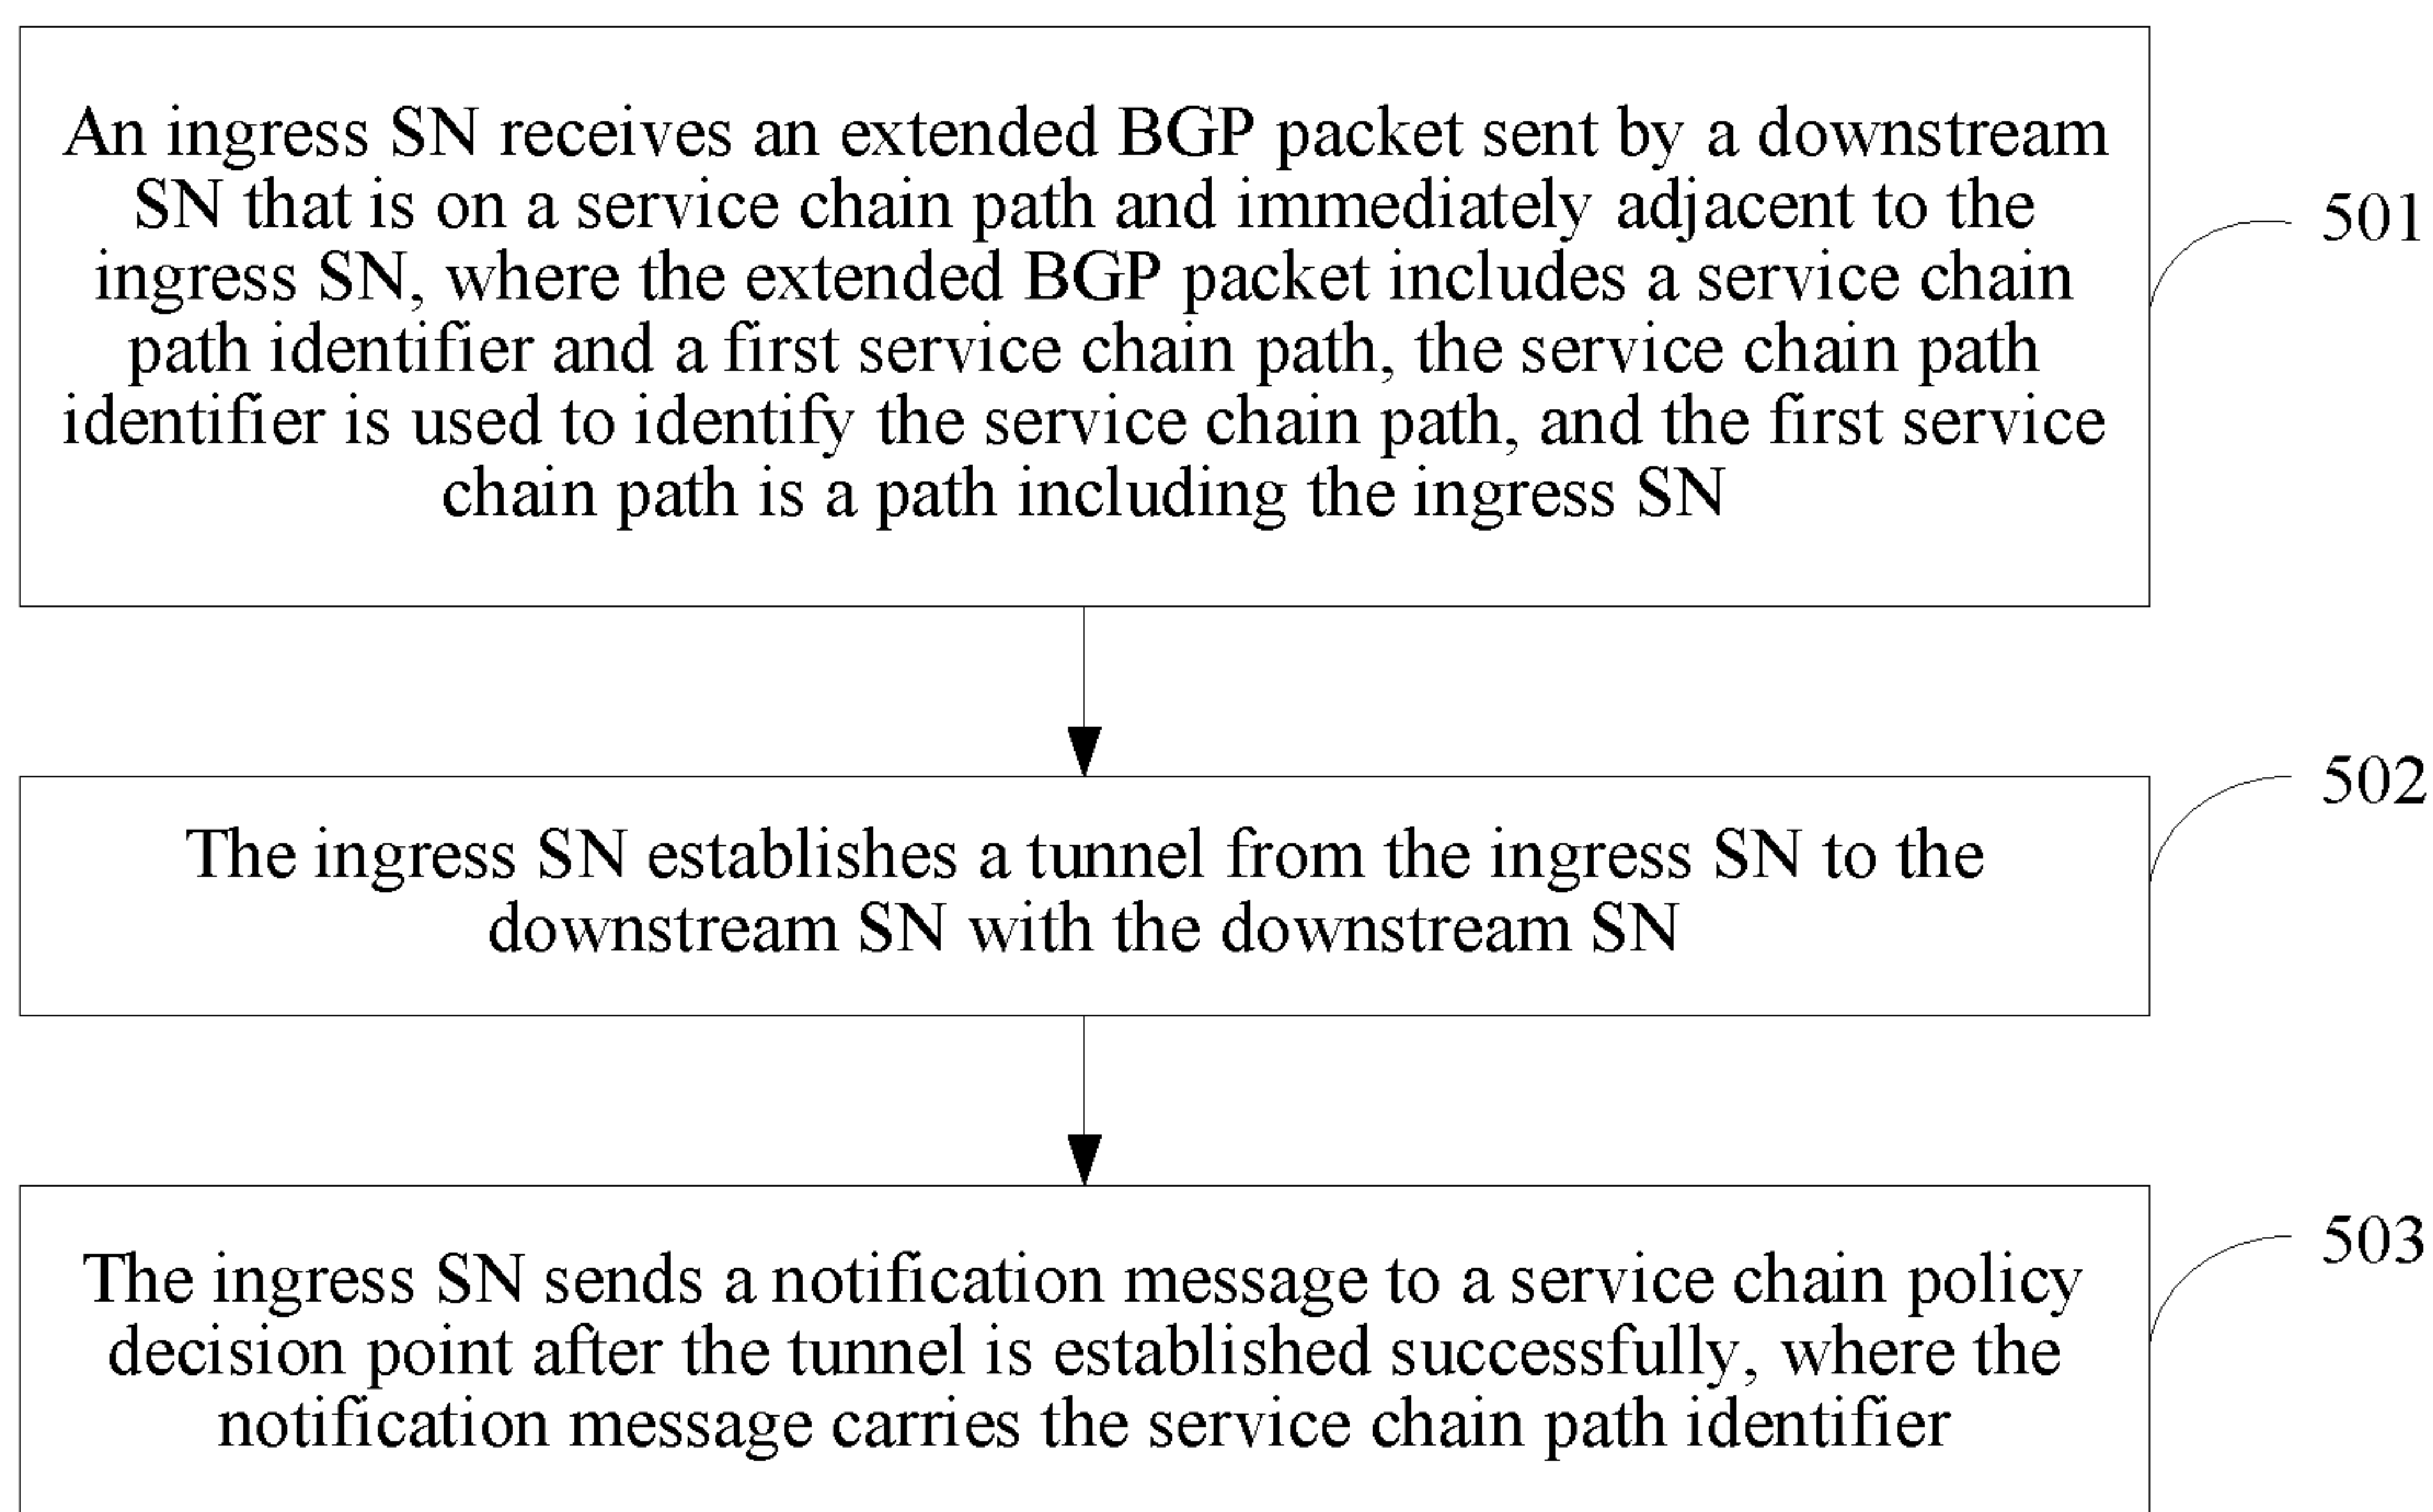 An ingress SN receives an extended BGP packet sent by a downstream
SN that is on a service chain path and immediately adjacent to the
ingress SN, where the extended BGP packet includes a service chain
path identifier and a first service chain path, the service chain path
identifier is used to identify the service chain path, and the first service
chain path is a path including the ingress SN
501
The ingress SN establishes a tunnel from the ingress SN to the
downstream SN with the downstream SN
502
The ingress SN sends a notification message to a service chain policy
decision point after the tunnel is established successfully, where the
notification message carries the service chain path identifier
503